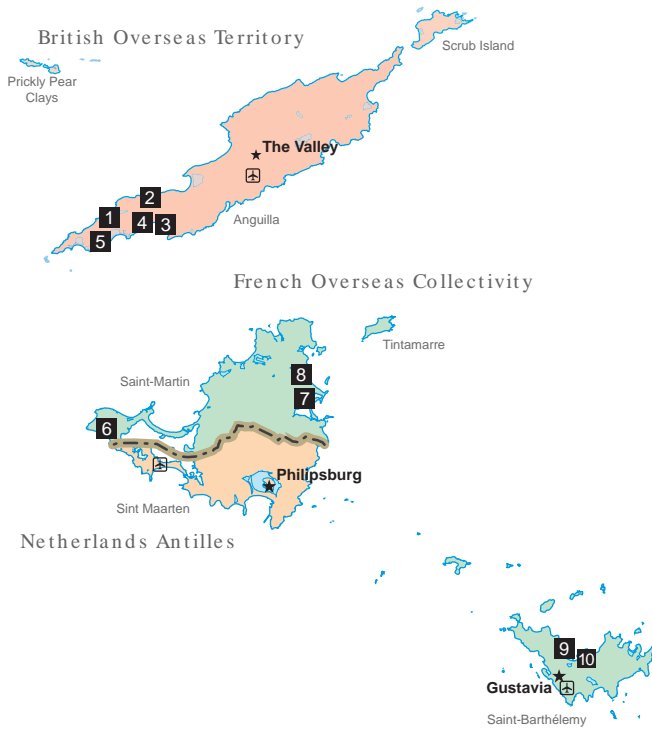 British Overseas Territory
Scrub Island
Prickly Pear
Clays
The Valley
2
1
4
3
Anguilla
5
French Overseas Collectivity
Tintamarre
Saint-Martin
8
7
6
Philipsburg
Sint Maarten
Netherlands Antilles
9
10
Gustavia
Saint-Barthélemy